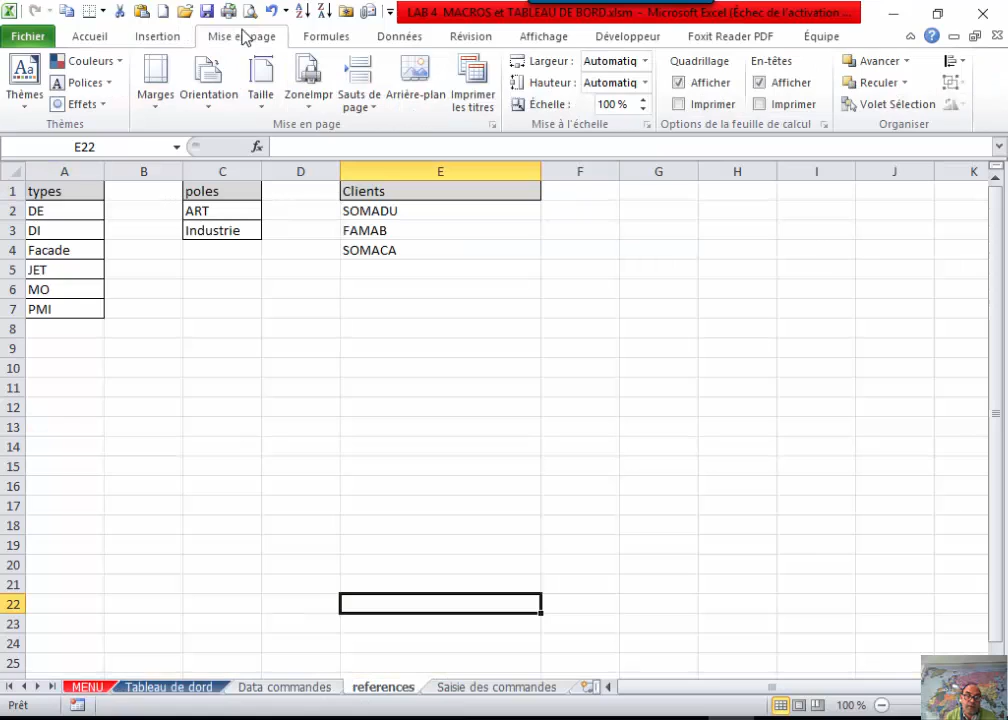 LAB 4 MACROS et TABLEAU DE BORD.xlsm - Microsoft Excel (Échec de l'activation ...
Fichier Accueil Insertion Mise en page Formules Données Révision Affichage Développeur Foxit Reader PDF Équipe
Couleurs Largeur : Automatiq Quadrillage En-têtes Avancer
Polices Hauteur : Automatiq Afficher Afficher Reculer
Thèmes Effets Marges Orientation Taille ZoneImpr Sauts de page Arrière-plan Imprimer les titres Échelle : 100 % Imprimer Imprimer Volet Sélection
Thèmes Mise en page Mise à l'échelle Options de la feuille de calcul Organiser
E22 fx
A B C D E F G H I J K
1 types poles Clients
2 DE ART SOMADU
3 DI Industrie FAMAB
4 Facade SOMACA
5 JET
6 MO
7 PMI
8
9
10
11
12
13
14
15
16
17
18
19
20
21
22
23
24
25
MENU Tableau de dord Data commandes references Saisie des commandes
Prêt 100 %